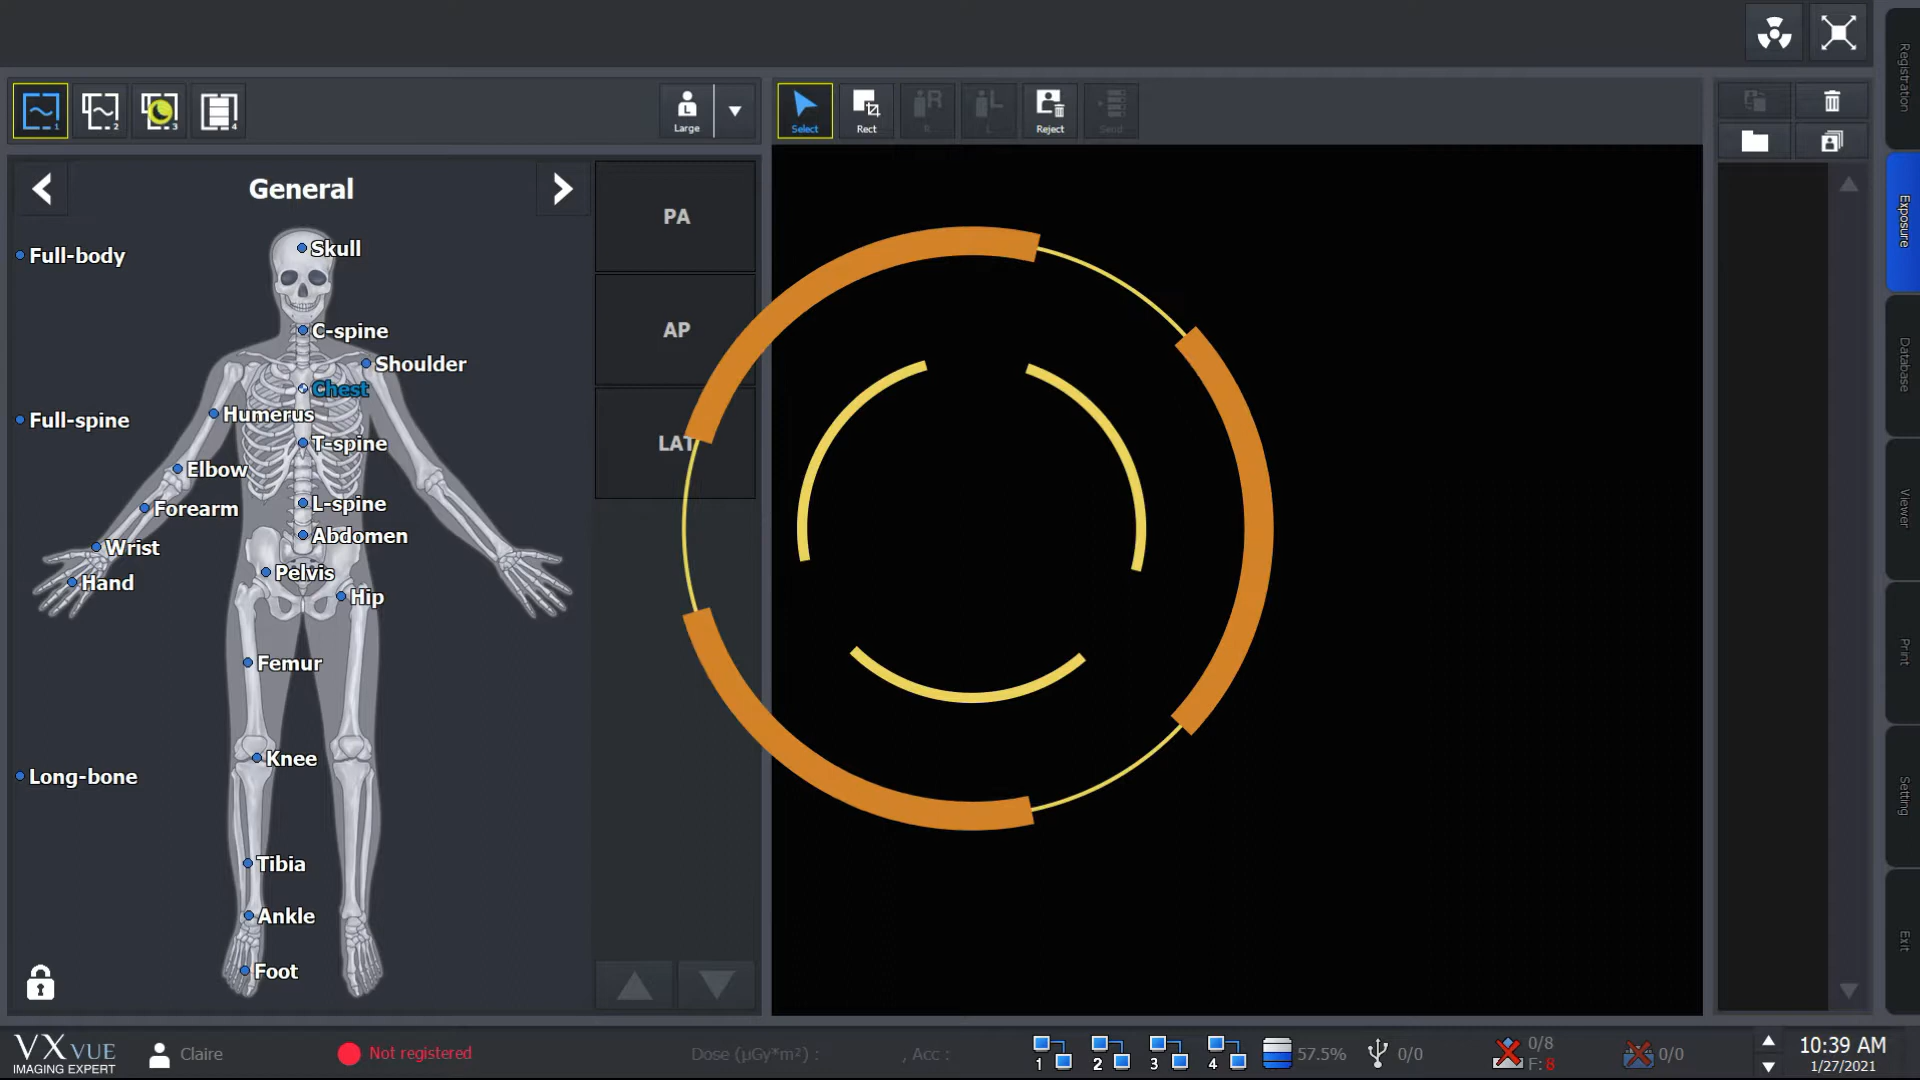 Large
Select
Rect
R
L
Reject
Send
General
PA
AP
LAT
Full-body
Skull
C-spine
Shoulder
Chest
Humerus
Full-spine
T-spine
Elbow
L-spine
Forearm
Abdomen
Wrist
Pelvis
Hand
Hip
Femur
Knee
Long-bone
Tibia
Ankle
Foot
Registration
Exposure
Database
Viewer
Print
Setting
Exit
VXVUE
IMAGING EXPERT
Claire
Not registered
Dose (µGy*m²) :
, Acc :
1
2
3
4
57.5%
0/0
0/8
F: 8
0/0
10:39 AM
1/27/2021